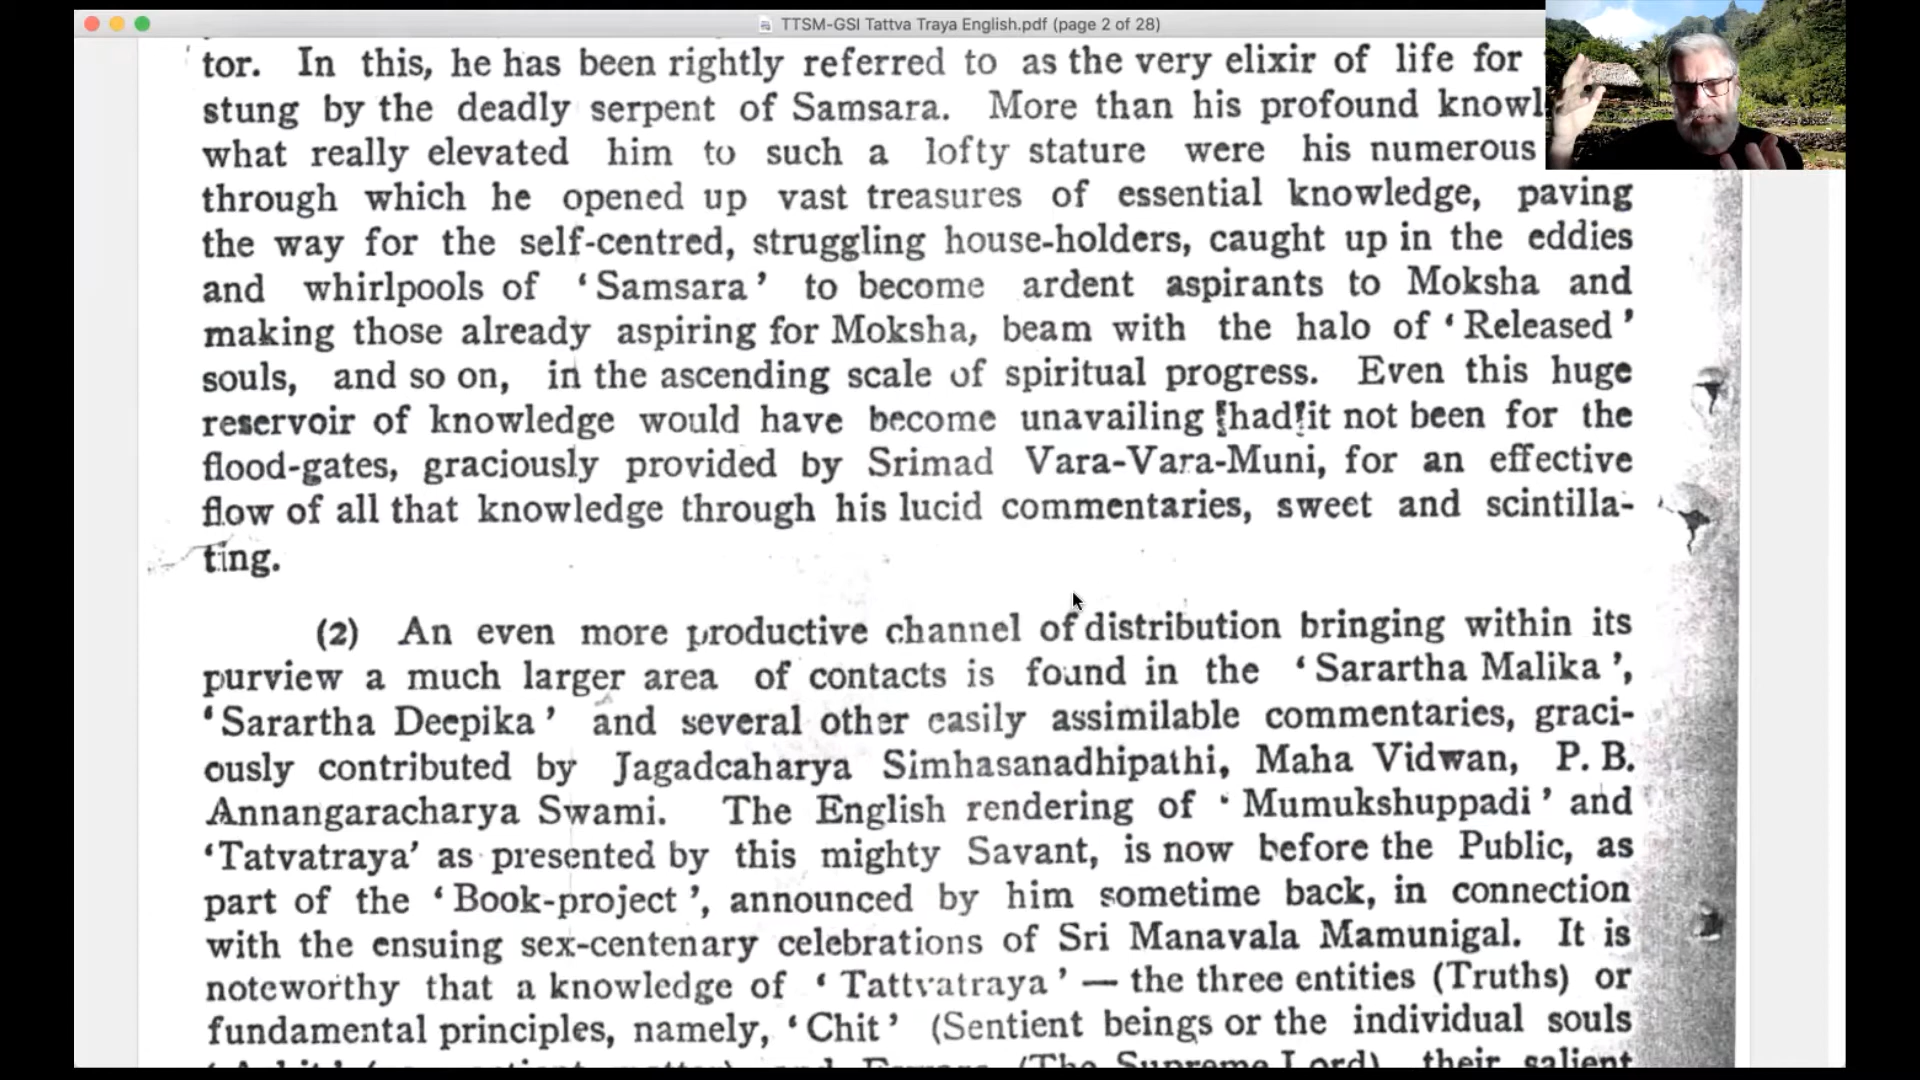 TTSM-GSI Tattva Traya English.pdf (page 2 of 28)
tor. In this, he has been rightly referred to as the very elixir of life for
stung by the deadly serpent of Samsara. More than his profound knowl
what really elevated him to such a lofty stature were his numerous
through which he opened up vast treasures of essential knowledge, paving
the way for the self-centred, struggling house-holders, caught up in the eddies
and whirlpools of ‘Samsara’ to become ardent aspirants to Moksha and
making those already aspiring for Moksha, beam with the halo of ‘Released’
souls, and so on, in the ascending scale of spiritual progress. Even this huge
reservoir of knowledge would have become unavailing had it not been for the
flood-gates, graciously provided by Srimad Vara-Vara-Muni, for an effective
flow of all that knowledge through his lucid commentaries, sweet and scintilla-
ting.
(2) An even more productive channel of distribution bringing within its
purview a much larger area of contacts is found in the ‘Sarartha Malika’,
‘Sarartha Deepika’ and several other easily assimilable commentaries, graci-
ously contributed by Jagadcaharya Simhasanadhipathi, Maha Vidwan, P. B.
Annangaracharya Swami. The English rendering of ‘Mumukshuppadi’ and
‘Tatvatraya’ as presented by this mighty Savant, is now before the Public, as
part of the ‘Book-project’, announced by him sometime back, in connection
with the ensuing sex-centenary celebrations of Sri Manavala Mamunigal. It is
noteworthy that a knowledge of ‘Tattvatraya’ — the three entities (Truths) or
fundamental principles, namely, ‘Chit’ (Sentient beings or the individual souls
(The Supreme Lord), their salient